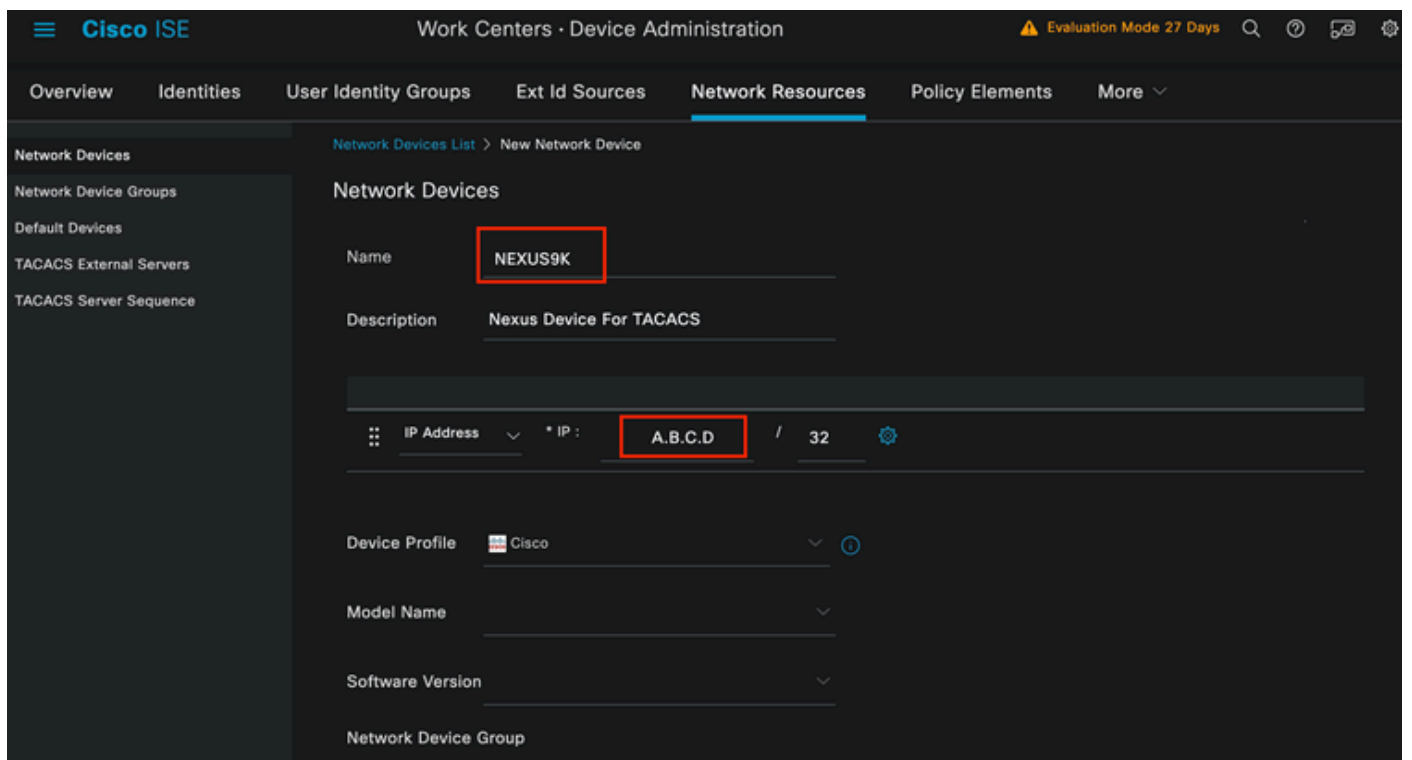 Cisco ISE
Work Centers · Device Administration
Evaluation Mode 27 Days
Overview Identities User Identity Groups Ext Id Sources Network Resources Policy Elements More
Network Devices
Network Device Groups
Default Devices
TACACS External Servers
TACACS Server Sequence
Network Devices List > New Network Device
Network Devices
Name NEXUS9K
Description Nexus Device For TACACS
IP Address * IP : A.B.C.D / 32
Device Profile Cisco
Model Name
Software Version
Network Device Group